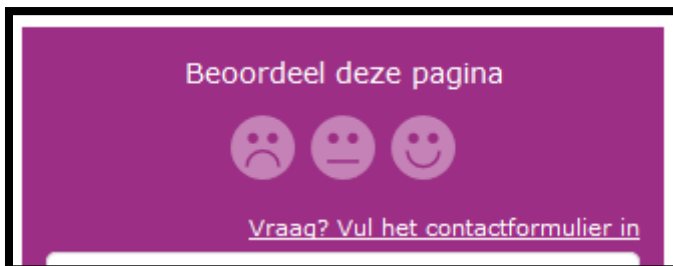 Beoordeel deze pagina
Vraag? Vul het contactformulier in